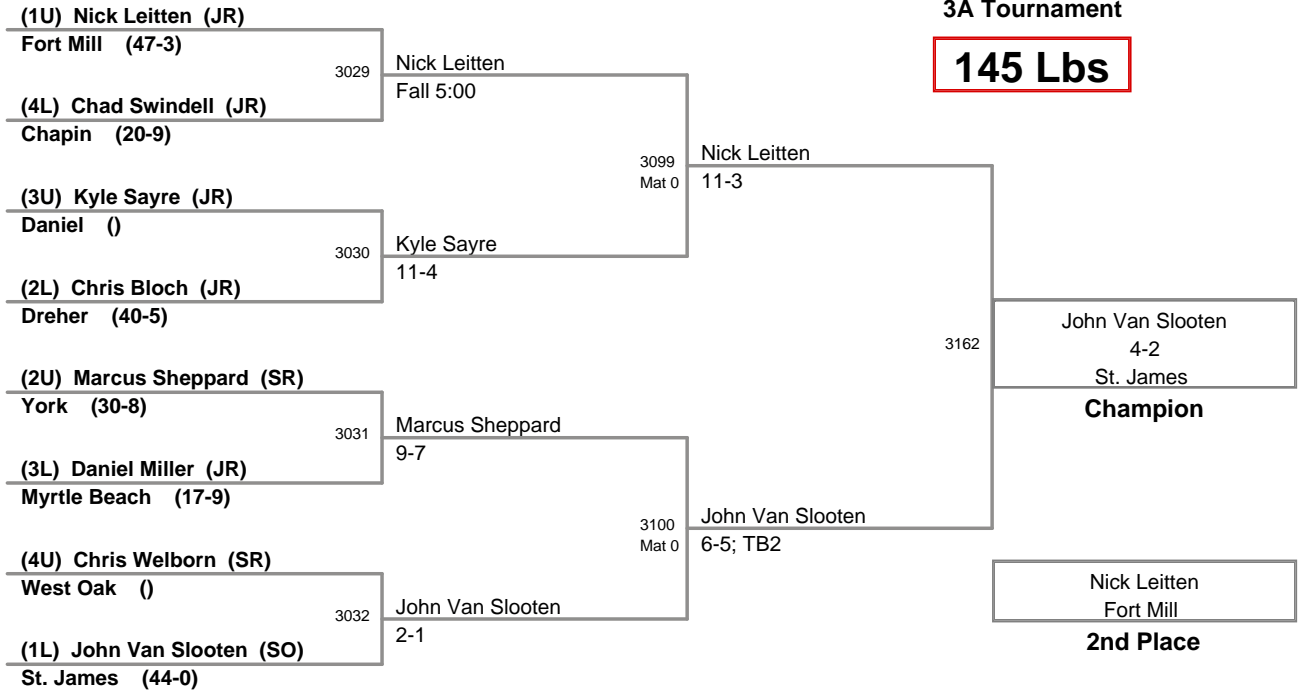 3A Tournament
145 Lbs
(1U) Nick Leitten (JR)
Fort Mill (47-3)
3029
Nick Leitten
Fall 5:00
(4L) Chad Swindell (JR)
Chapin (20-9)
3099
Mat 0
Nick Leitten
11-3
(3U) Kyle Sayre (JR)
Daniel ()
3030
Kyle Sayre
11-4
(2L) Chris Bloch (JR)
Dreher (40-5)
3162
John Van Slooten
4-2
St. James
Champion
(2U) Marcus Sheppard (SR)
York (30-8)
3031
Marcus Sheppard
9-7
(3L) Daniel Miller (JR)
Myrtle Beach (17-9)
3100
Mat 0
John Van Slooten
6-5; TB2
(4U) Chris Welborn (SR)
West Oak ()
3032
John Van Slooten
2-1
(1L) John Van Slooten (SO)
St. James (44-0)
Nick Leitten
Fort Mill
2nd Place